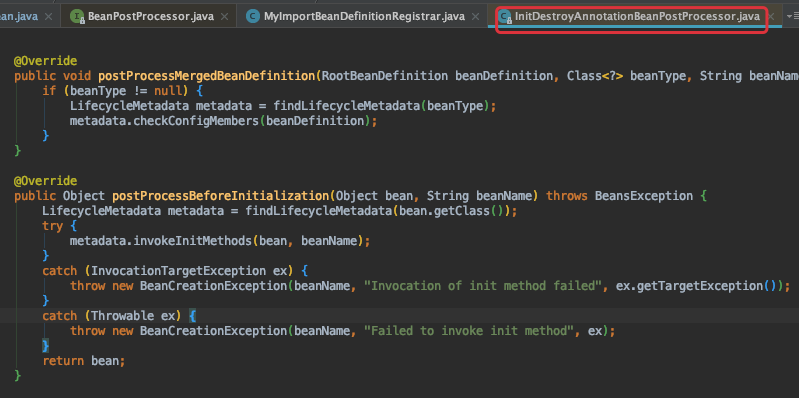 an.java BeanPostProcessor.java MyImportBeanDefinitionRegistrar.java InitDestroyAnnotationBeanPostProcessor.java
@Override
public void postProcessMergedBeanDefinition(RootBeanDefinition beanDefinition, Class<?> beanType, String beanName
if (beanType != null) {
LifecycleMetadata metadata = findLifecycleMetadata(beanType);
metadata.checkConfigMembers(beanDefinition);
}
}
@Override
public Object postProcessBeforeInitialization(Object bean, String beanName) throws BeansException {
LifecycleMetadata metadata = findLifecycleMetadata(bean.getClass());
try {
metadata.invokeInitMethods(bean, beanName);
}
catch (InvocationTargetException ex) {
throw new BeanCreationException(beanName, "Invocation of init method failed", ex.getTargetException());
}
catch (Throwable ex) {
throw new BeanCreationException(beanName, "Failed to invoke init method", ex);
}
return bean;
}